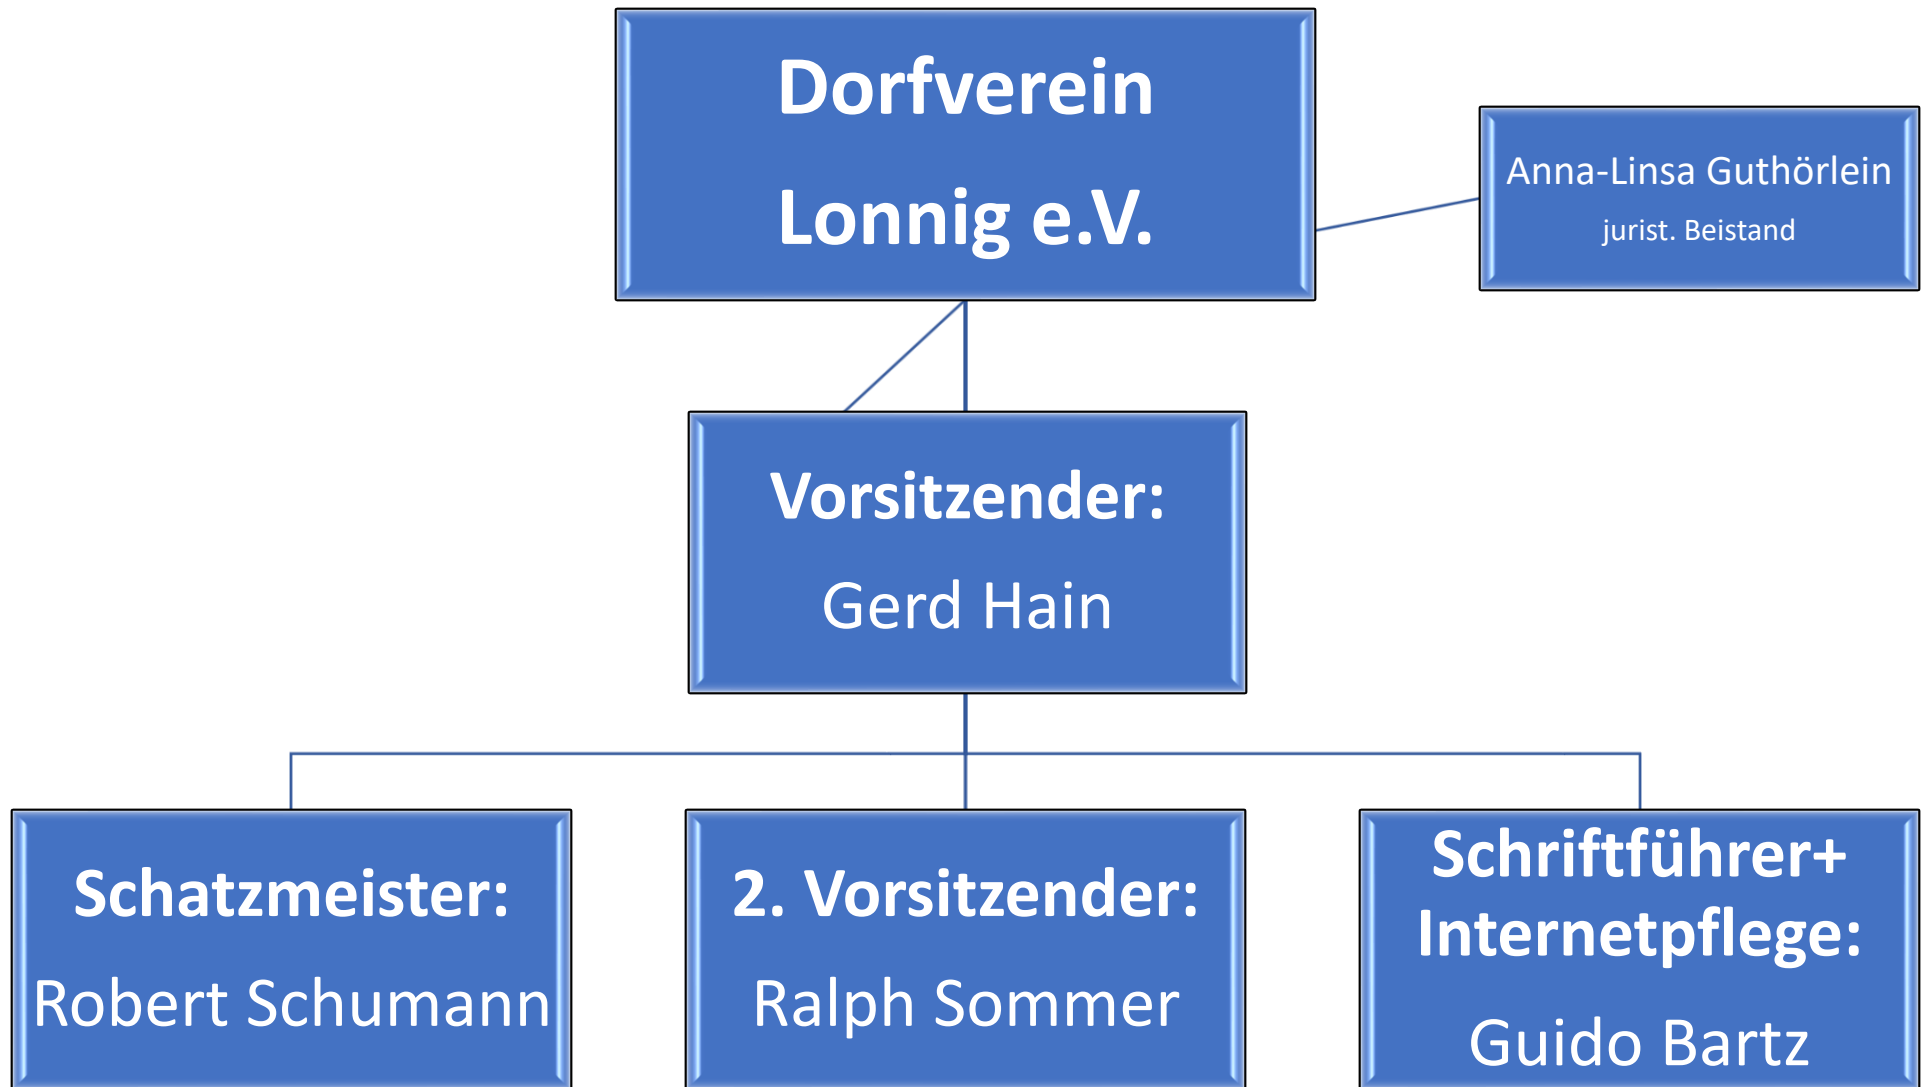 Dorfverein
Lonnig e.V.
Anna-Linsa Guthörlein
jurist. Beistand
Vorsitzender:
Gerd Hain
Schatzmeister:
Robert Schumann
2. Vorsitzender:
Ralph Sommer
Schriftführer+
Internetpflege:
Guido Bartz